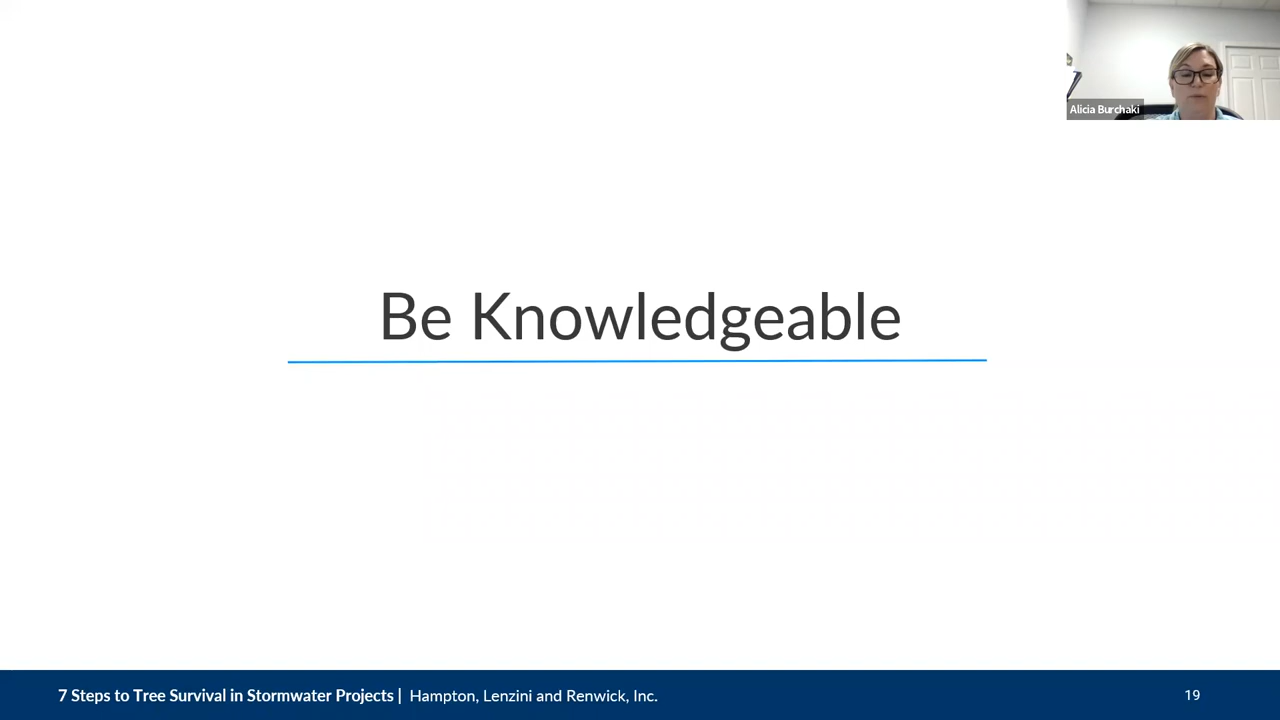 Alicia Burchaki
Be Knowledgeable
7 Steps to Tree Survival in Stormwater Projects | Hampton, Lenzini and Renwick, Inc.
19